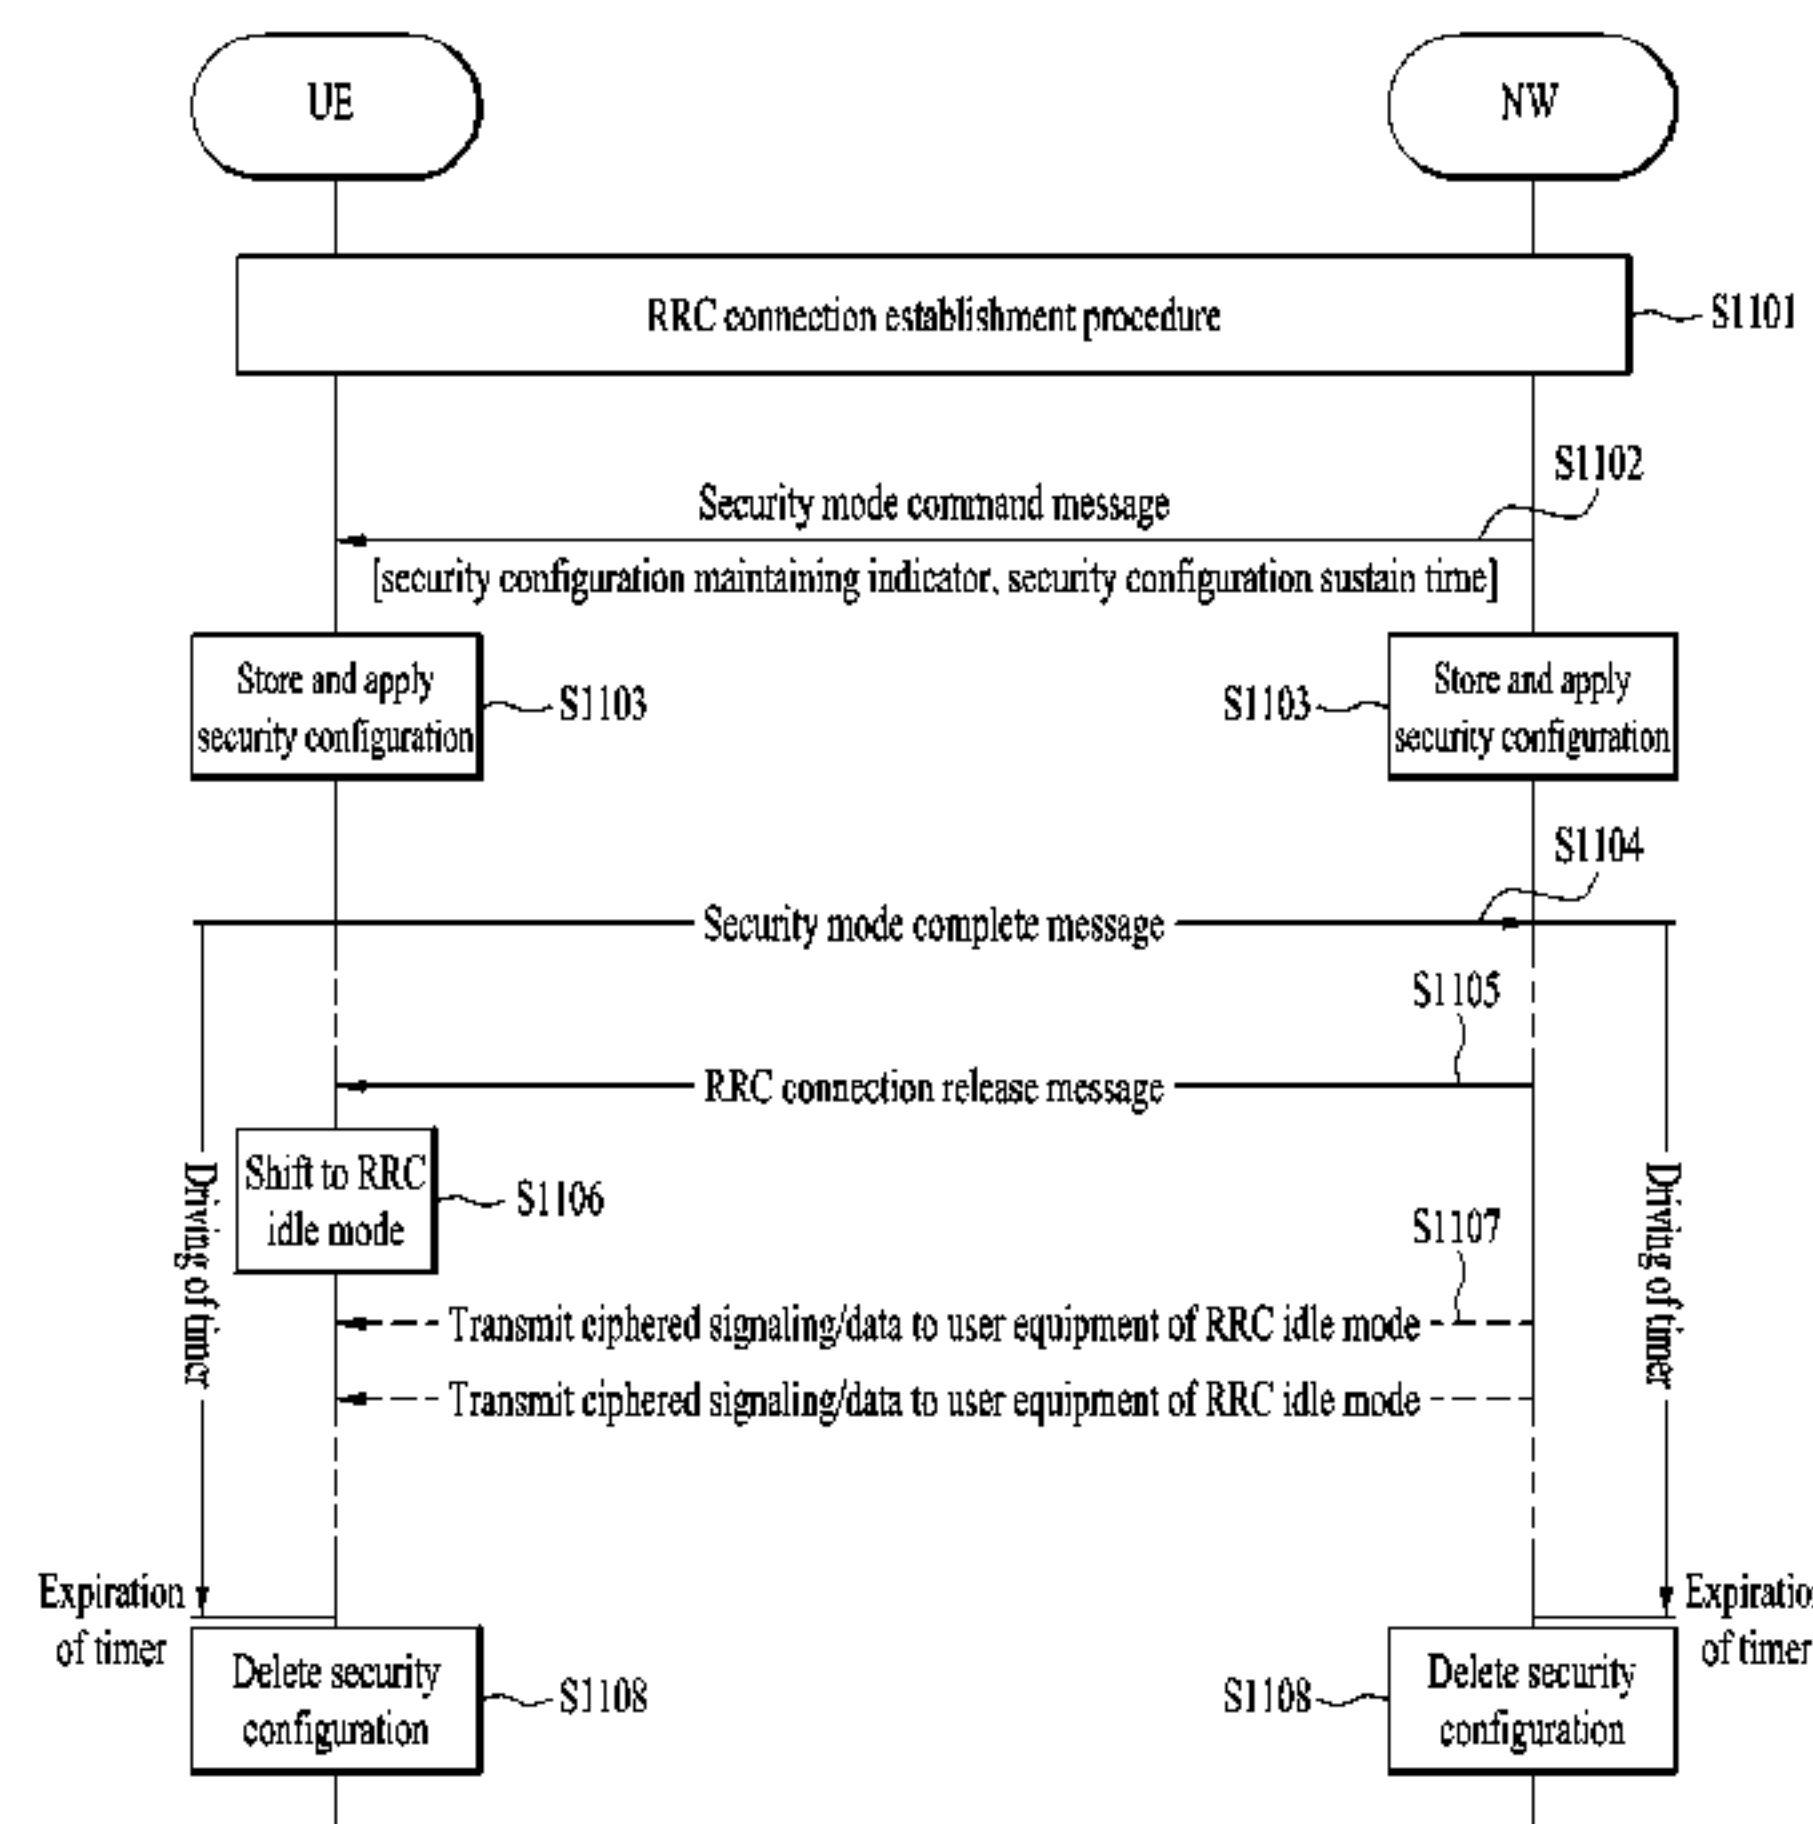 UE
NW
RRC connection establishment procedure
S1101
S1102
Security mode command message
[security configuration maintaining indicator, security configuration sustain time]
Store and apply
security configuration
S1103
S1103
Store and apply
security configuration
S1104
Security mode complete message
S1105
RRC connection release message
Shift to RRC
idle mode
S1106
Driving of timer
Driving of timer
S1107
Transmit ciphered signaling/data to user equipment of RRC idle mode
Transmit ciphered signaling/data to user equipment of RRC idle mode
Expiration
of timer
Expiration
of timer
Delete security
configuration
S1108
S1108
Delete security
configuration